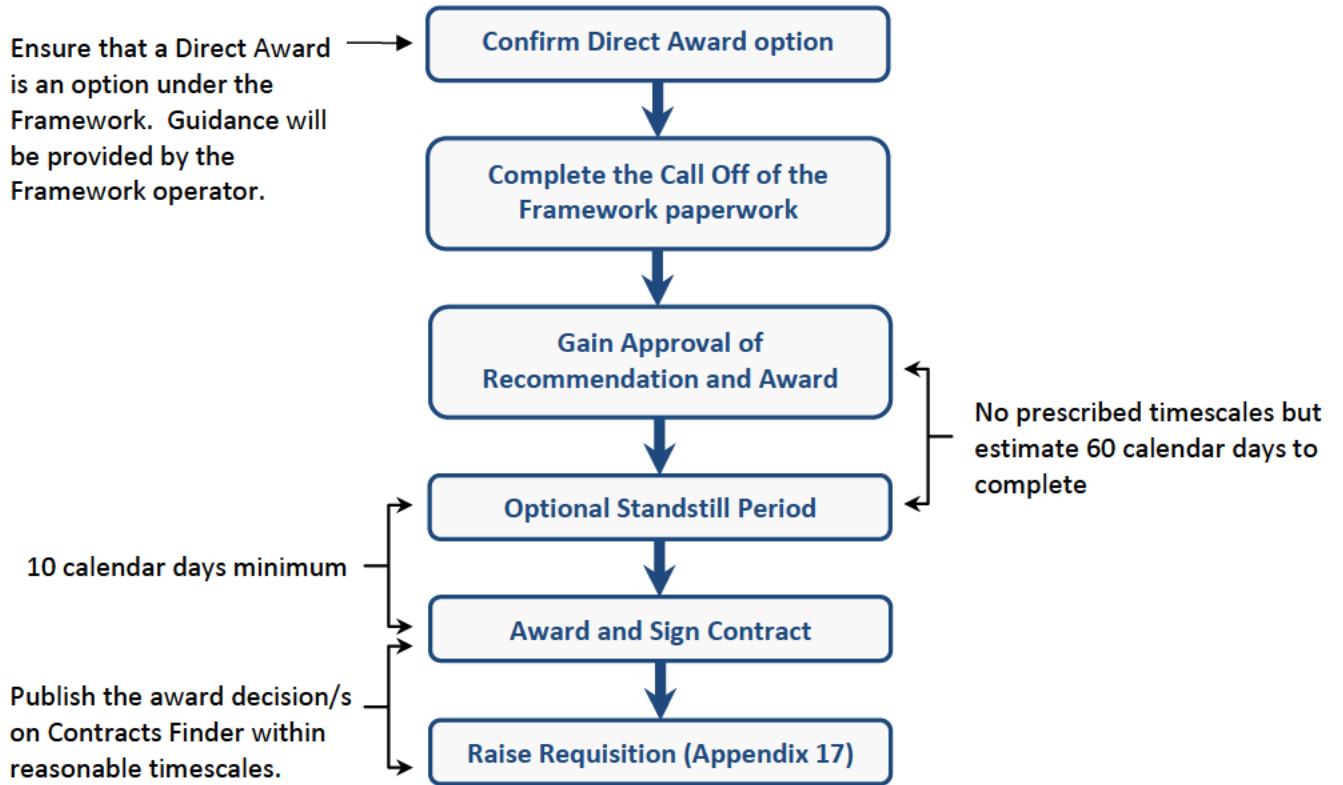 Ensure that a Direct Award
is an option under the
Framework.  Guidance will
be provided by the
Framework operator.
Confirm Direct Award option
Complete the Call Off of the
Framework paperwork
Gain Approval of
Recommendation and Award
No prescribed timescales but
estimate 60 calendar days to
complete
Optional Standstill Period
10 calendar days minimum
Award and Sign Contract
Publish the award decision/s
on Contracts Finder within
reasonable timescales.
Raise Requisition (Appendix 17)